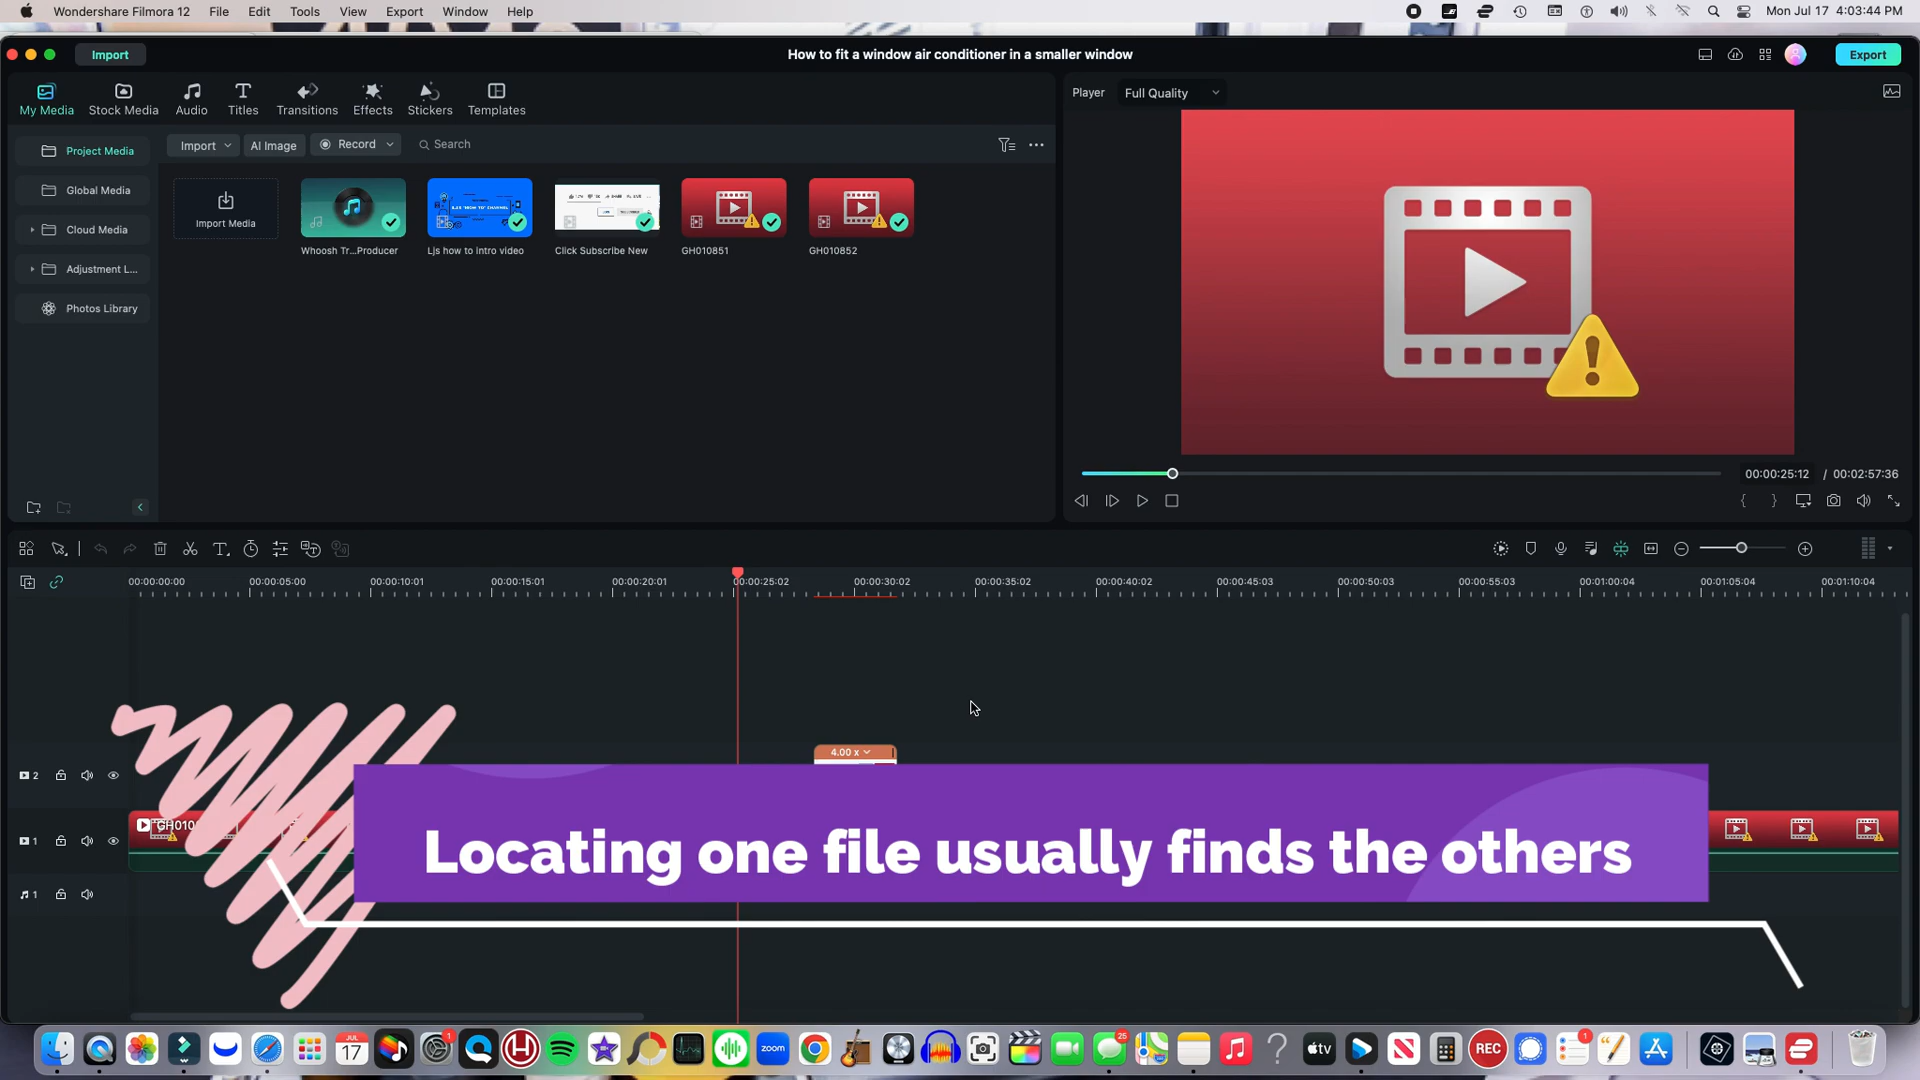 Wondershare Filmora 12 File Edit Tools View Export Window Help Mon Jul 17 4:03:44 PM
Import How to fit a window air conditioner in a smaller window Export
My Media Stock Media Audio Titles Transitions Effects Stickers Templates
Player Full Quality
Project Media
Global Media
Cloud Media
Adjustment L...
Photos Library
Import AI Image Record Search
Import Media
Whoosh Tr...Producer
Ljs how to intro video
Click Subscribe New
GH010851
GH010852
00:00:25:12 / 00:02:57:36
00:00:00:00 00:00:05:00 00:00:10:01 00:00:15:01 00:00:20:01 00:00:25:02 00:00:30:02 00:00:35:02 00:00:40:02 00:00:45:03 00:00:50:03 00:00:55:03 00:01:00:04 00:01:05:04 00:01:10:04
4.00 x
2
GH010
1
1
Locating one file usually finds the others
JUL
17
1
zoom
25
tv
REC
1